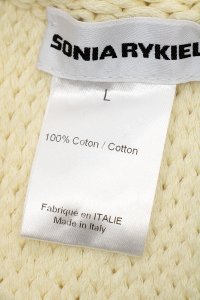 SONIA RYKIEL
L
100% Coton / Cotton
Fabriqué en ITALIE
Made in Italy